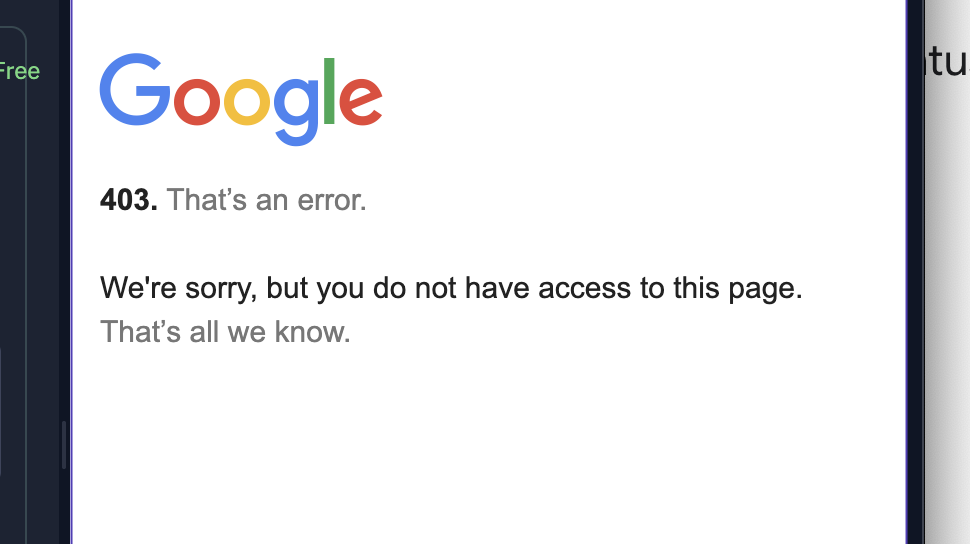 Free
Google
403. That’s an error.
We're sorry, but you do not have access to this page.
That’s all we know.